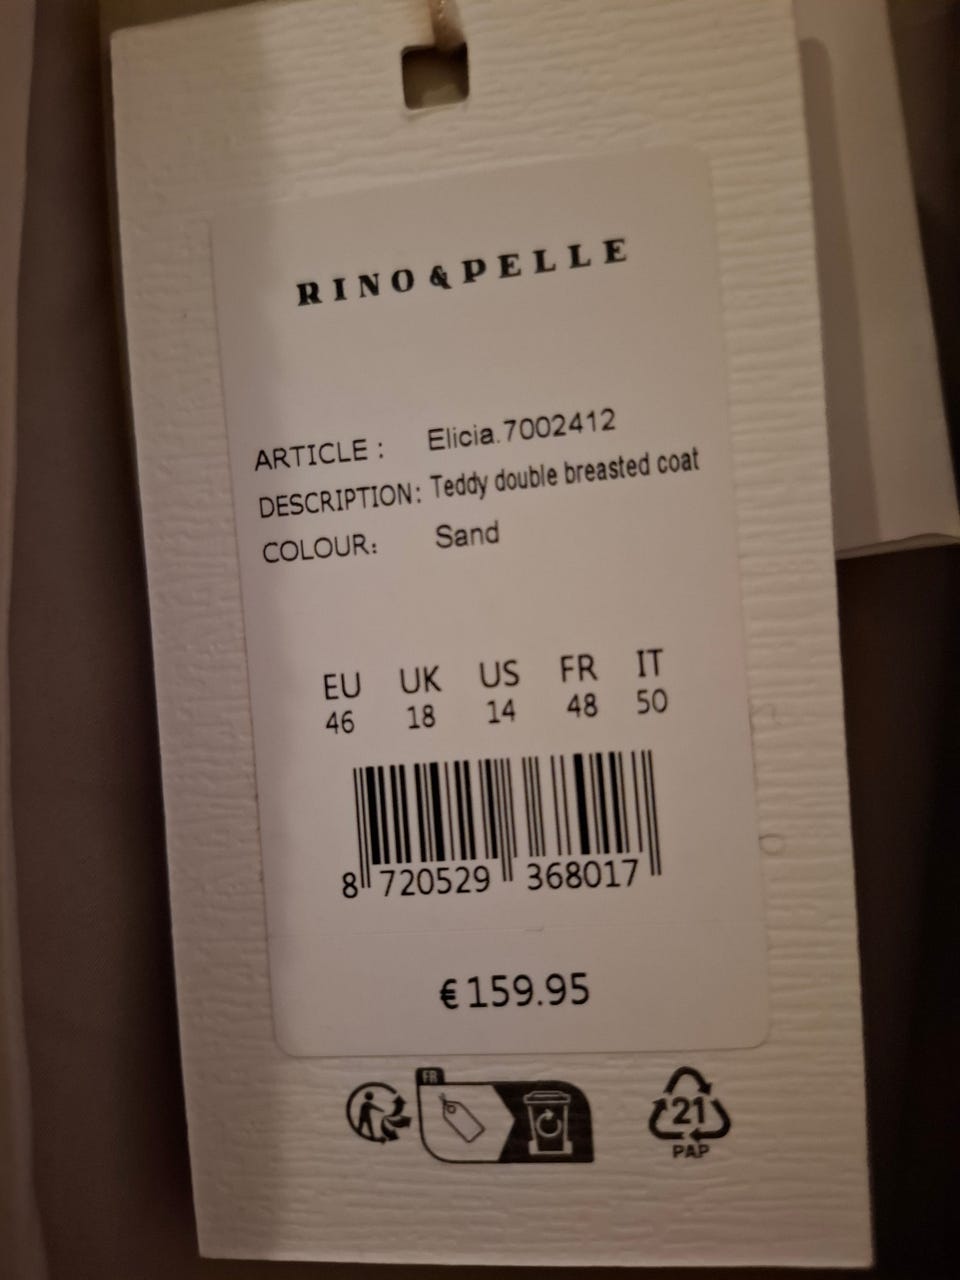 RINO & PELLE
ARTICLE : Elicia.7002412
DESCRIPTION: Teddy double breasted coat
COLOUR: Sand
EU UK US FR IT
46 18 14 48 50
8 720529 368017
€ 159.95
FR
21
PAP